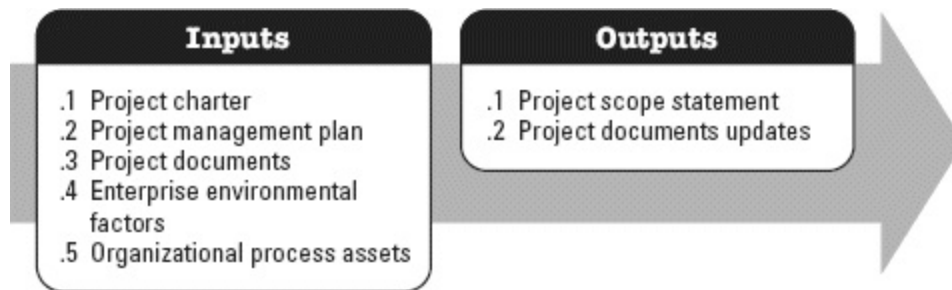 Inputs
.1 Project charter
.2 Project management plan
.3 Project documents
.4 Enterprise environmental
factors
.5 Organizational process assets
Outputs
.1 Project scope statement
.2 Project documents updates